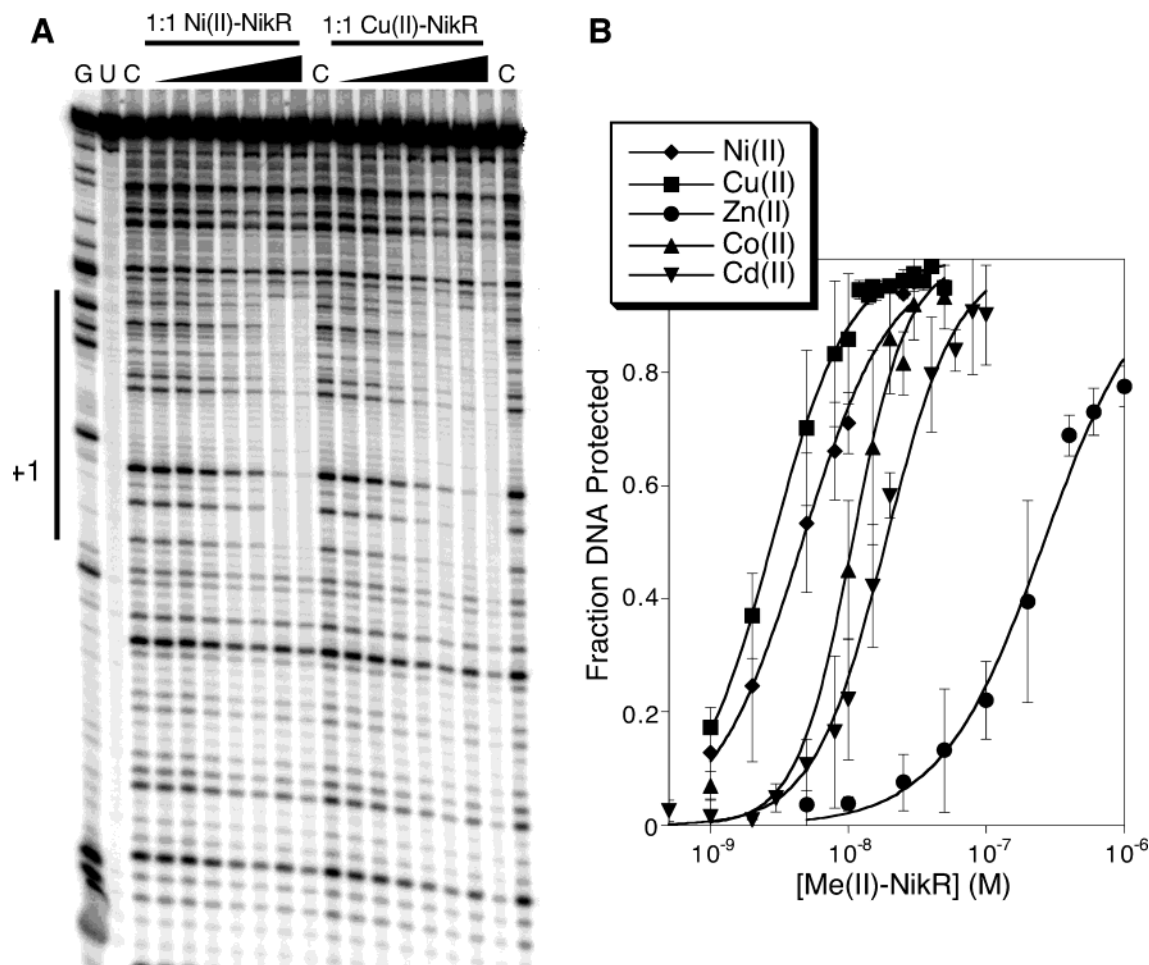 A
1:1 Ni(II)-NikR 1:1 Cu(II)-NikR
G U C C C
+1
B
Ni(II)
Cu(II)
Zn(II)
Co(II)
Cd(II)
Fraction DNA Protected
0.8
0.6
0.4
0.2
0
10-9 10-8 10-7 10-6
[Me(II)-NikR] (M)